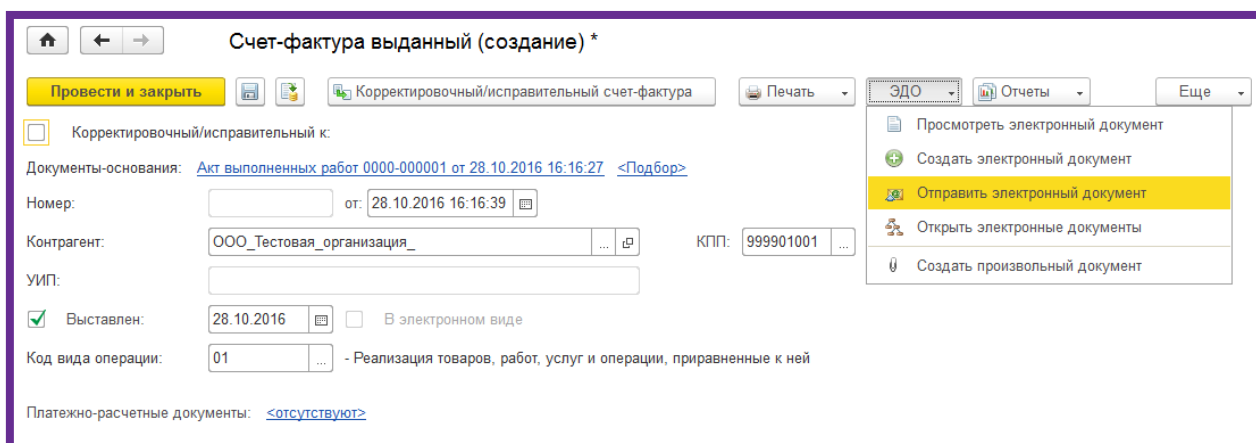 Счет-фактура выданный (создание) *
Провести и закрыть Корректировочный/исправительный счет-фактура Печать ЭДО Отчеты Еще
Корректировочный/исправительный к:
Документы-основания: Акт выполненных работ 0000-000001 от 28.10.2016 16:16:27 <Подбор>
Номер: от: 28.10.2016 16:16:39
Контрагент: ООО_Тестовая_организация_ ... КПП: 999901001 ...
УИП:
Выставлен: 28.10.2016 В электронном виде
Код вида операции: 01 ... - Реализация товаров, работ, услуг и операции, приравненные к ней
Платежно-расчетные документы: <отсутствуют>
Просмотреть электронный документ
Создать электронный документ
Отправить электронный документ
Открыть электронные документы
Создать произвольный документ